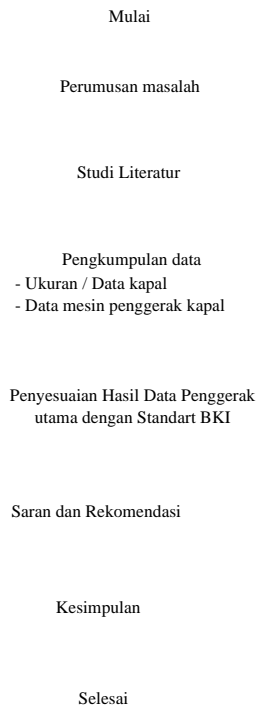 Mulai
Perumusan masalah
Studi Literatur
Pengkumpulan data
- Ukuran / Data kapal
- Data mesin penggerak kapal
Penyesuaian Hasil Data Penggerak
utama dengan Standart BKI
Saran dan Rekomendasi
Kesimpulan
Selesai